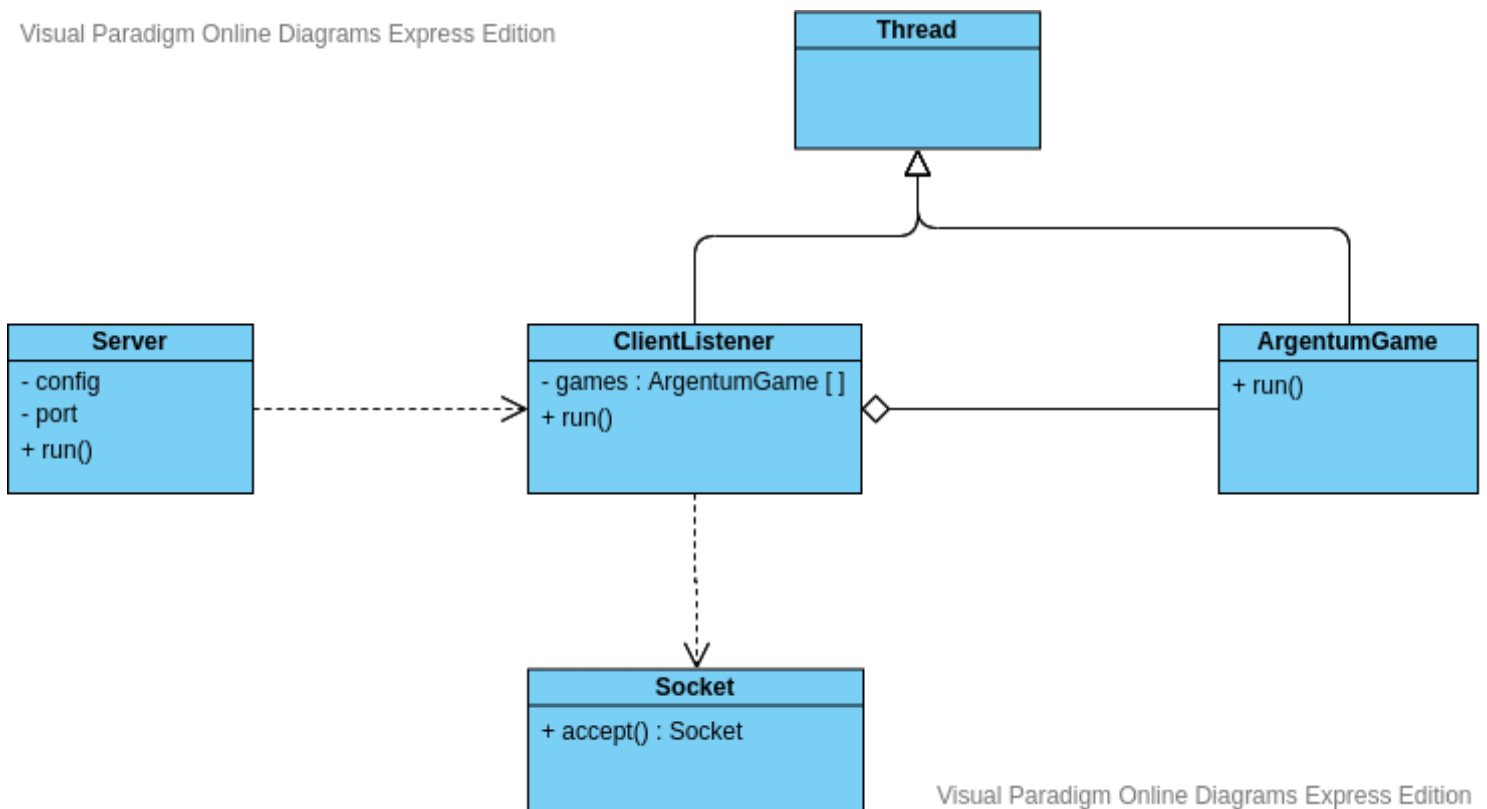 Visual Paradigm Online Diagrams Express Edition
Thread
Server
- config
- port
+ run()
ClientListener
- games : ArgentumGame [ ]
+ run()
ArgentumGame
+ run()
Socket
+ accept() : Socket
Visual Paradigm Online Diagrams Express Edition